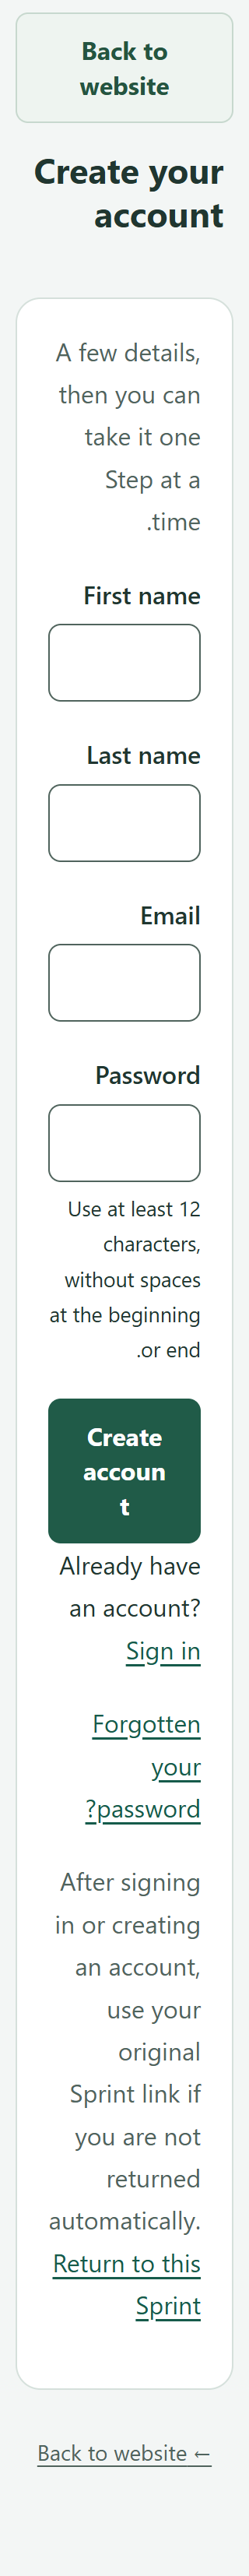 Back to
website
Create your
account
A few details,
then you can
take it one
Step at a
.time
First name
Last name
Email
Password
Use at least 12
characters,
without spaces
at the beginning
.or end
Create
accoun
t
Already have
an account?
Sign in
Forgotten
your
?password
After signing
in or creating
an account,
use your
original
Sprint link if
you are not
returned
automatically.
Return to this
Sprint
Back to website ←